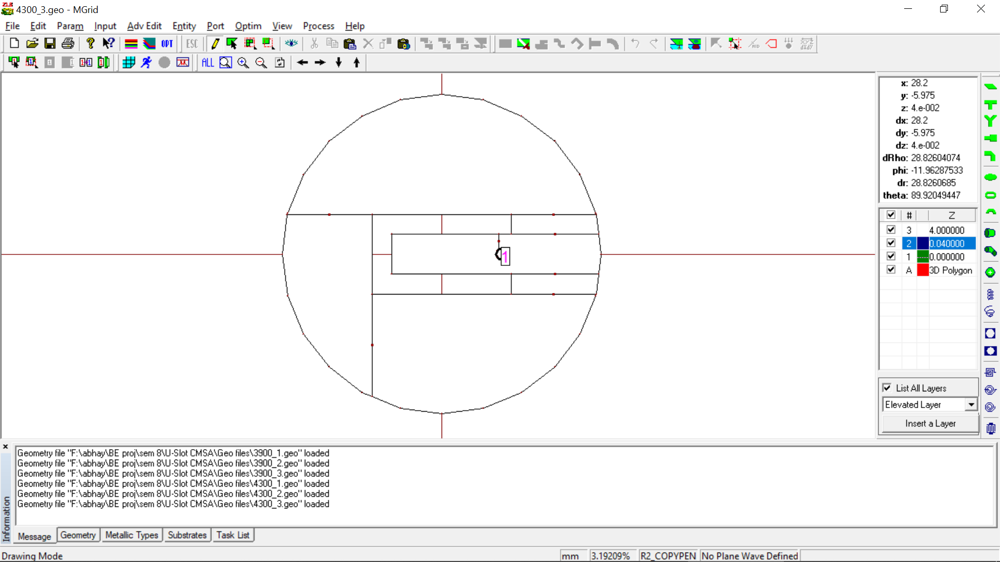 4300_3.geo - MGrid
File Edit Param Input Adv Edit Entity Port Optim View Process Help
OPT ESC
ALL
x: 28.2
y: -5.975
z: 4.e-002
dx: 28.2
dy: -5.975
dz: 4.e-002
dRho: 28.82604074
phi: -11.96287533
dr: 28.8260685
theta: 89.92049447
# Z
3 4.000000
2 0.040000
1 0.000000
A 3D Polygon
1
List All Layers
Elevated Layer
Insert a Layer
Information
Geometry file "F:\abhay\BE proj\sem 8\U-Slot CMSA\Geo files\3900_1.geo" loaded
Geometry file "F:\abhay\BE proj\sem 8\U-Slot CMSA\Geo files\3900_2.geo" loaded
Geometry file "F:\abhay\BE proj\sem 8\U-Slot CMSA\Geo files\3900_3.geo" loaded
Geometry file "F:\abhay\BE proj\sem 8\U-Slot CMSA\Geo files\4300_1.geo" loaded
Geometry file "F:\abhay\BE proj\sem 8\U-Slot CMSA\Geo files\4300_2.geo" loaded
Geometry file "F:\abhay\BE proj\sem 8\U-Slot CMSA\Geo files\4300_3.geo" loaded
Message Geometry Metallic Types Substrates Task List
Drawing Mode mm 3.19209% R2_COPYPEN No Plane Wave Defined